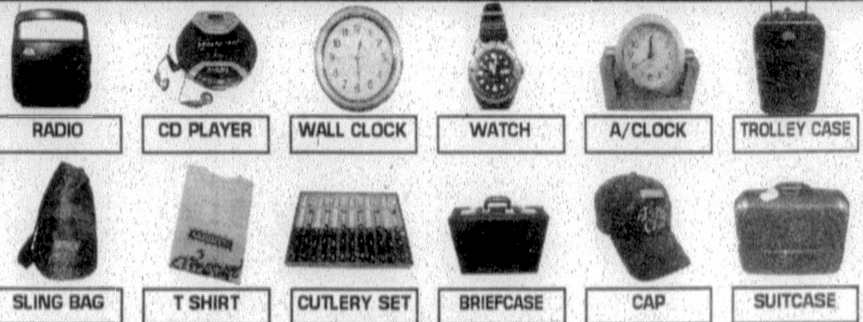 RADIO CD PLAYER WALL CLOCK WATCH A/CLOCK TROLLEY CASE
SLING BAG T SHIRT CUTLERY SET BRIEFCASE CAP SUITCASE